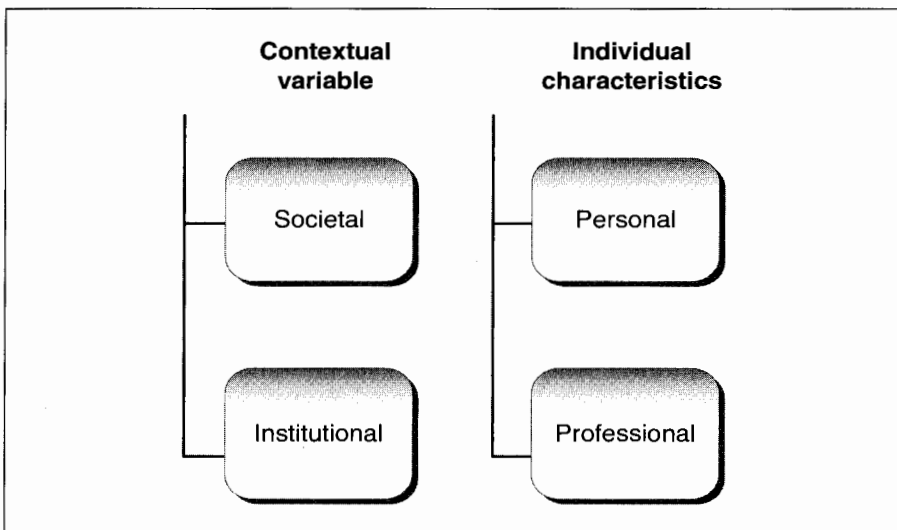 Contextual
variable
Societal
Institutional
Individual
characteristics
Personal
Professional